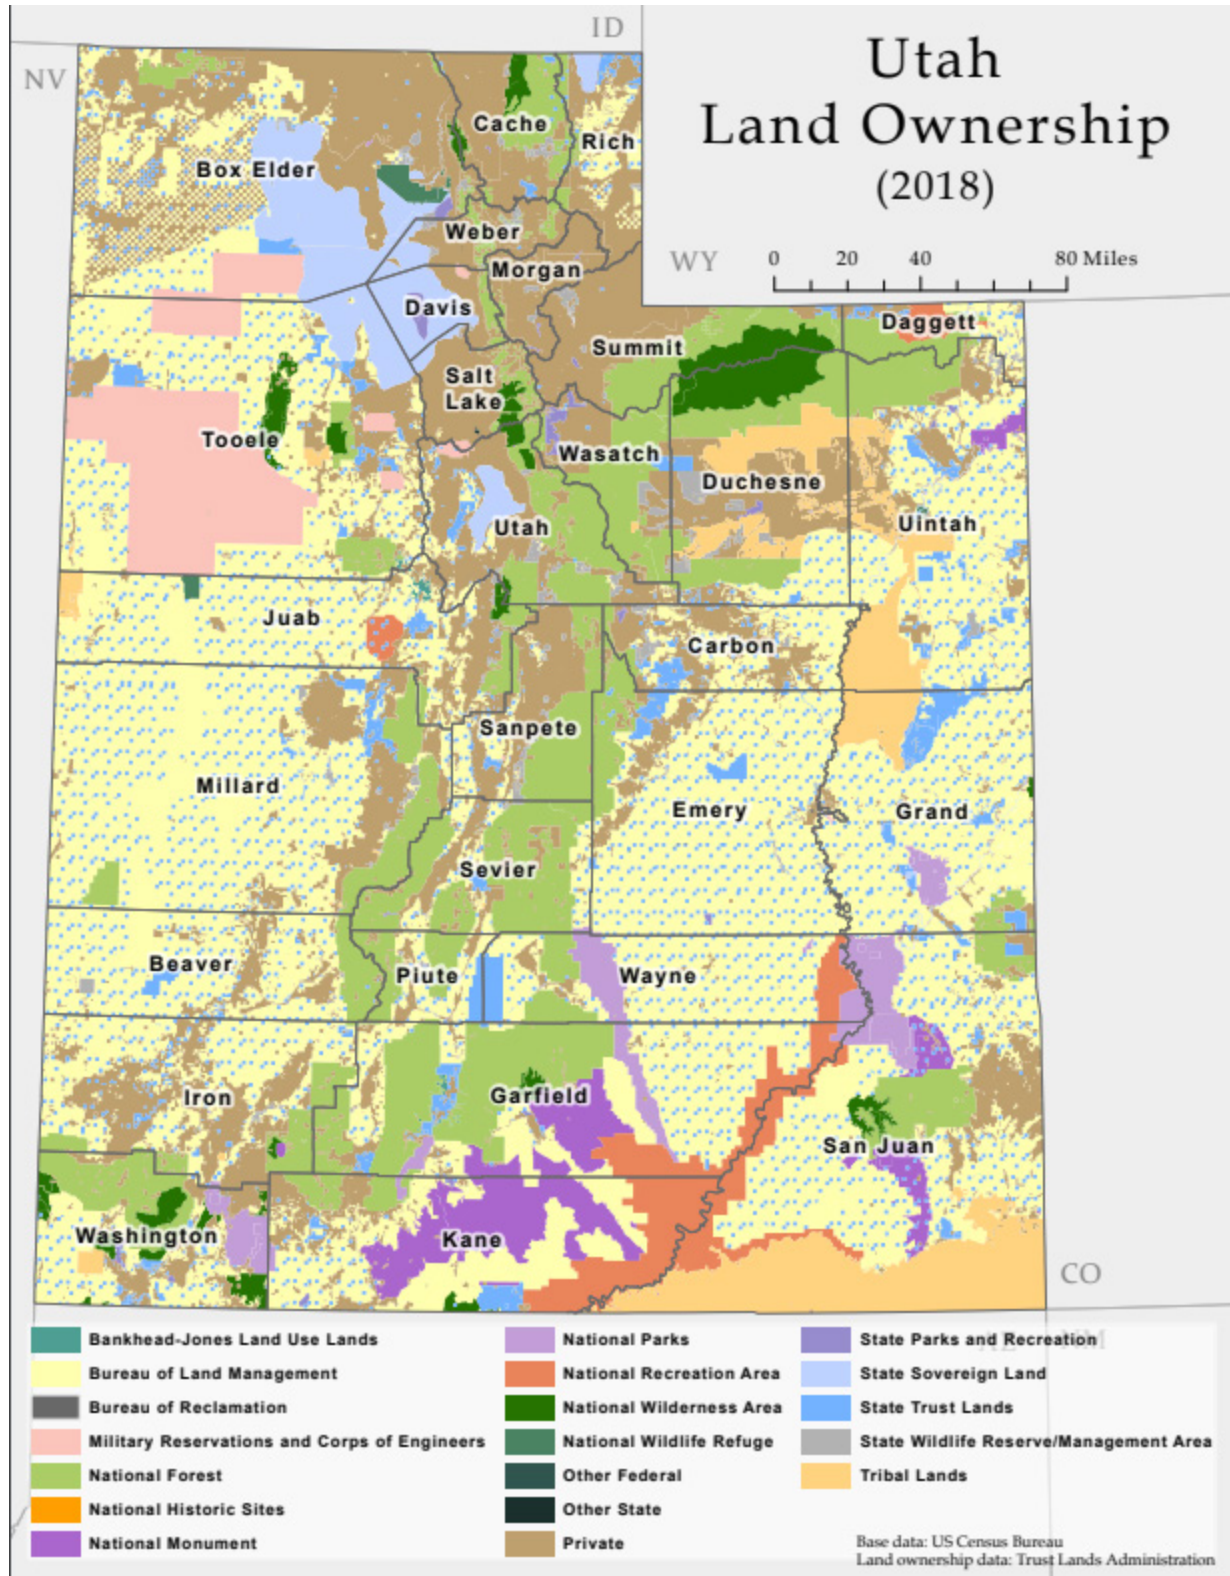 ID
NV
Utah
Land Ownership
(2018)
WY
0 20 40 80 Miles
Cache
Rich
Box Elder
Weber
Morgan
Davis
Daggett
Summit
Salt
Lake
Tooele
Wasatch
Duchesne
Uintah
Utah
Juab
Carbon
Sanpete
Millard
Emery
Grand
Sevier
Beaver
Piute
Wayne
Iron
Garfield
San Juan
Washington
Kane
CO
AZ NM
Bankhead-Jones Land Use Lands
Bureau of Land Management
Bureau of Reclamation
Military Reservations and Corps of Engineers
National Forest
National Historic Sites
National Monument
National Parks
National Recreation Area
National Wilderness Area
National Wildlife Refuge
Other Federal
Other State
Private
State Parks and Recreation
State Sovereign Land
State Trust Lands
State Wildlife Reserve/Management Area
Tribal Lands
Base data: US Census Bureau
Land ownership data: Trust Lands Administration